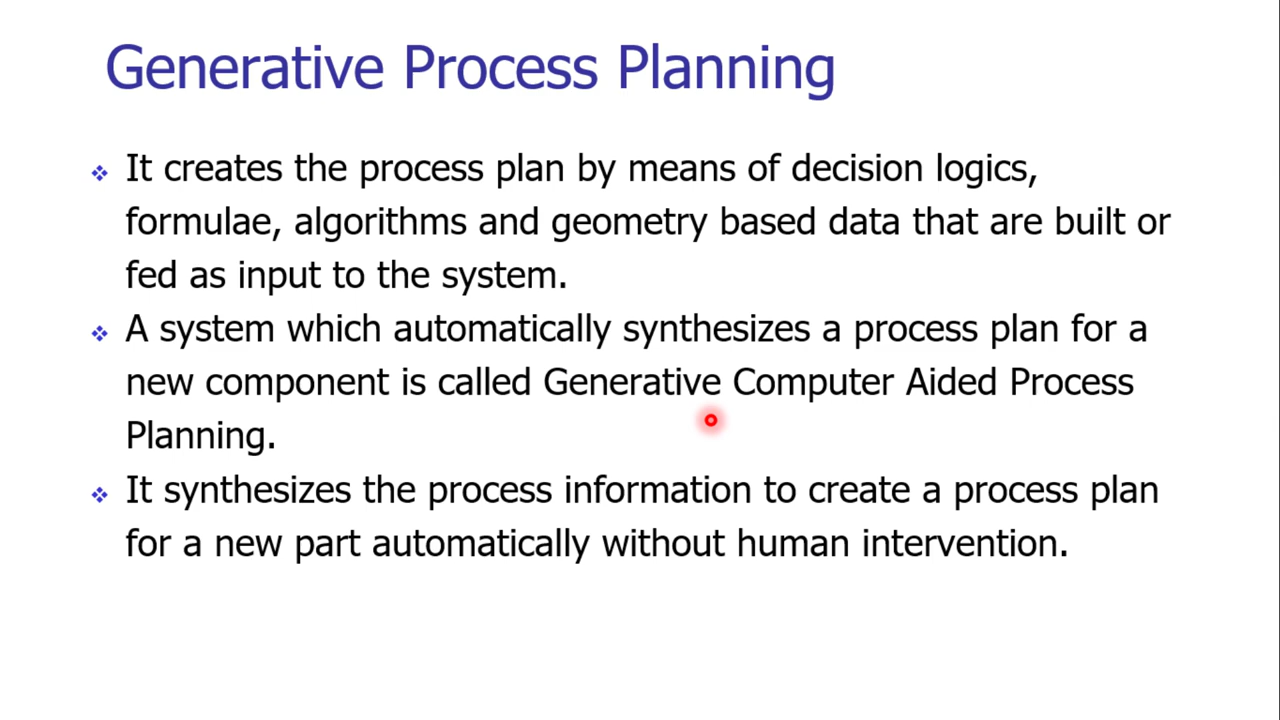 Generative Process Planning
It creates the process plan by means of decision logics,
formulae, algorithms and geometry based data that are built or
fed as input to the system.
A system which automatically synthesizes a process plan for a
new component is called Generative Computer Aided Process
Planning.
It synthesizes the process information to create a process plan
for a new part automatically without human intervention.